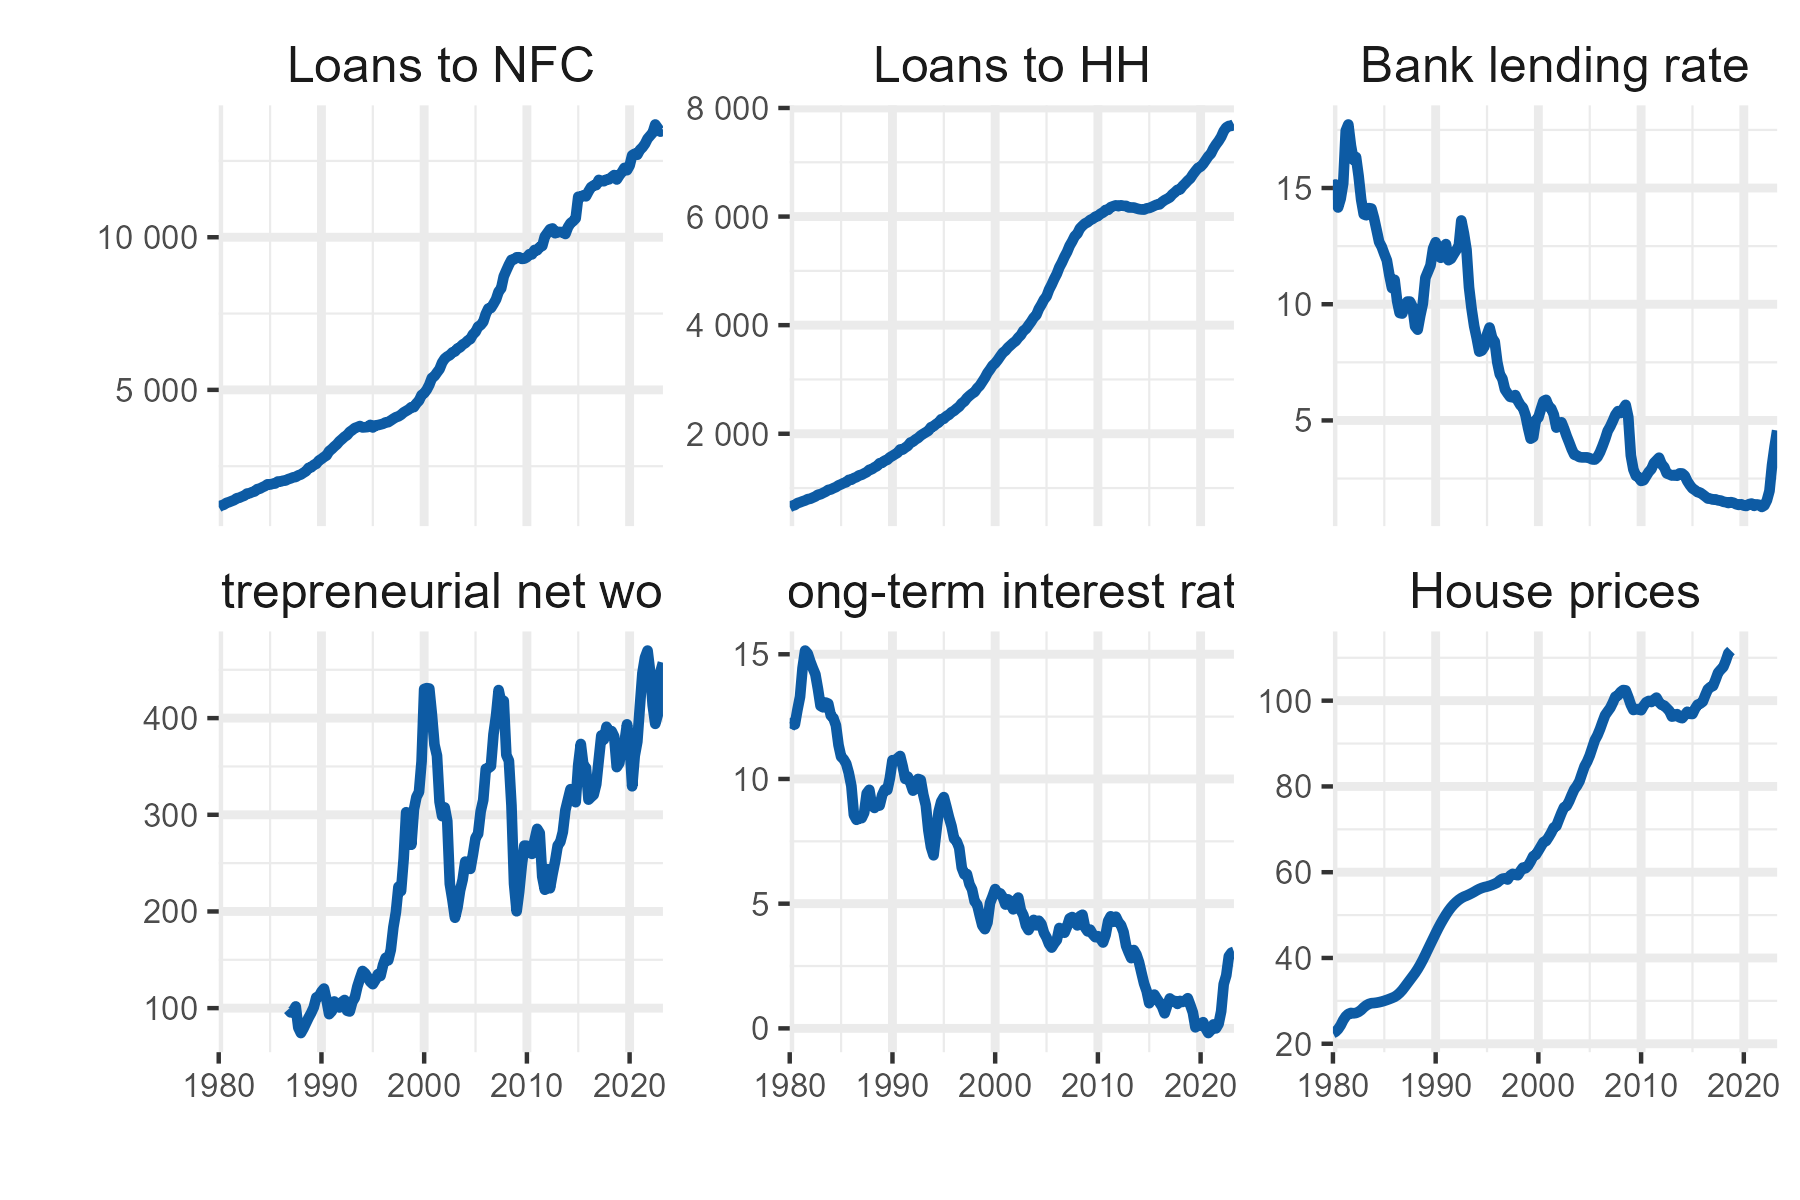 Loans to NFC
Loans to HH
Bank lending rate
10 000
5 000
8 000
6 000
4 000
2 000
15
10
5
trepreneurial net wo
ong-term interest rat
House prices
400
300
200
100
1980 1990 2000 2010 2020
15
10
5
0
1980 1990 2000 2010 2020
100
80
60
40
20
1980 1990 2000 2010 2020